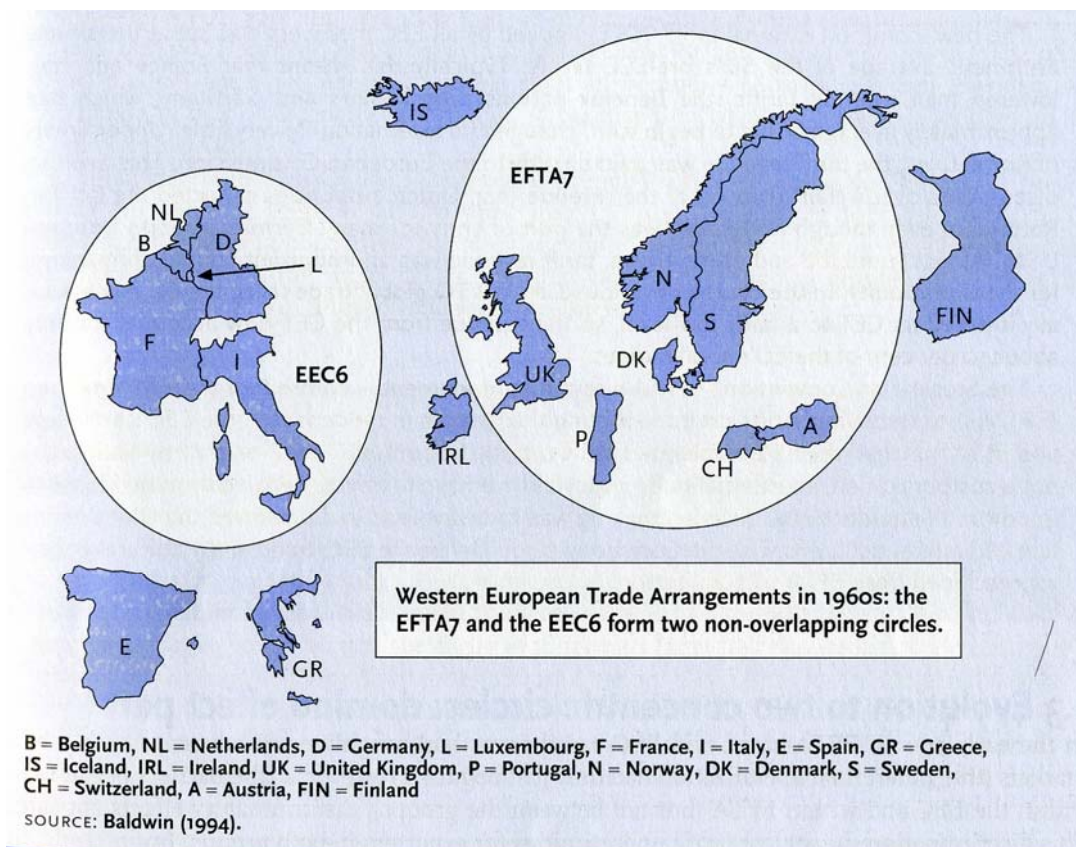 IS
EFTA7
NL
B
D
L
N
F
I
EEC6
S
FIN
DK
UK
P
A
IRL
CH
Western European Trade Arrangements in 1960s: the
EFTA7 and the EEC6 form two non-overlapping circles.
E
GR
B = Belgium, NL = Netherlands, D = Germany, L = Luxembourg, F = France, I = Italy, E = Spain, GR = Greece,
IS = Iceland, IRL = Ireland, UK = United Kingdom, P = Portugal, N = Norway, DK = Denmark, S = Sweden,
CH = Switzerland, A = Austria, FIN = Finland
SOURCE: Baldwin (1994).